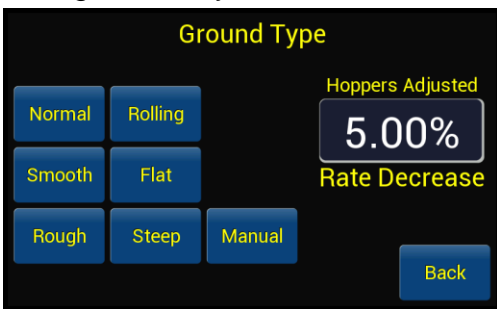 Ground Type
Hoppers Adjusted
Normal Rolling
5.00%
Smooth Flat
Rate Decrease
Rough Steep Manual
Back